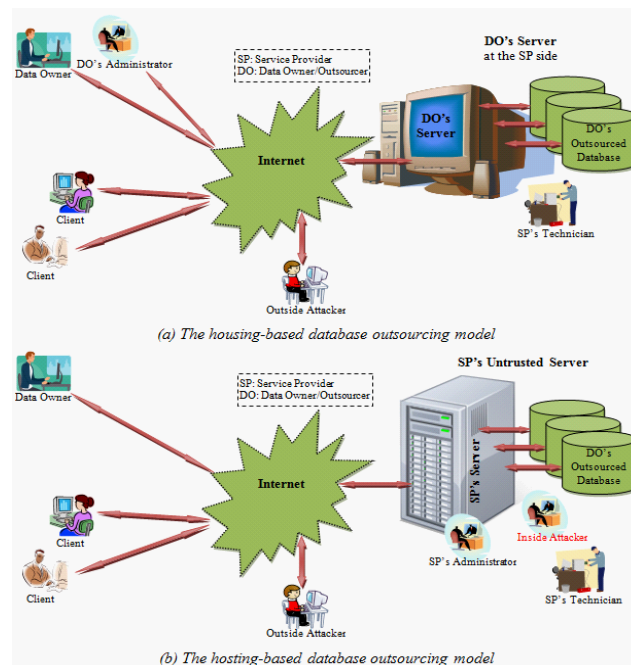 DO's Server
at the SP side
SP: Service Provider
DO: Data Owner/Outsourcer
Data Owner
DO's Administrator
DO's
Server
Internet
DO's
Outsourced
Database
Client
SP's Technician
Client
Outside Attacker
(a) The housing-based database outsourcing model
SP's Untrusted Server
SP: Service Provider
DO: Data Owner/Outsourcer
Data Owner
SP's Server
Internet
DO's
Outsourced
Database
Client
Inside Attacker
SP's Administrator
Client
SP's Technician
Outside Attacker
(b) The hosting-based database outsourcing model